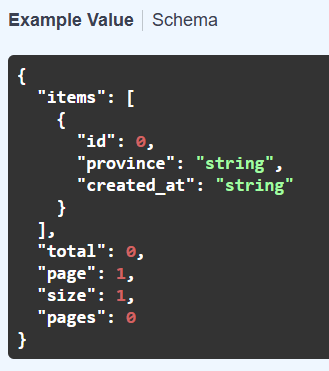 Example Value Schema
{
  "items": [
    {
      "id": 0,
      "province": "string",
      "created_at": "string"
    }
  ],
  "total": 0,
  "page": 1,
  "size": 1,
  "pages": 0
}